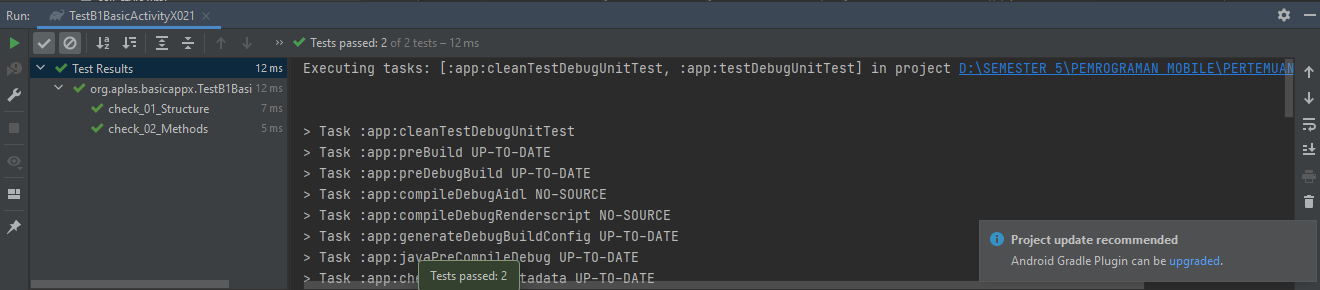 Run: TestB1BasicActivityX021
Tests passed: 2 of 2 tests – 12 ms
Test Results 12 ms
org.aplas.basicappx.TestB1Basi 12 ms
check_01_Structure 7 ms
check_02_Methods 5 ms
Executing tasks: [:app:cleanTestDebugUnitTest, :app:testDebugUnitTest] in project D:\SEMESTER 5\PEMROGRAMAN MOBILE\PERTEMUAN
> Task :app:cleanTestDebugUnitTest
> Task :app:preBuild UP-TO-DATE
> Task :app:preDebugBuild UP-TO-DATE
> Task :app:compileDebugAidl NO-SOURCE
> Task :app:compileDebugRenderscript NO-SOURCE
> Task :app:generateDebugBuildConfig UP-TO-DATE
> Task :app:javaPreCompileDebug UP-TO-DATE
> Task :app:che tadata UP-TO-DATE
Tests passed: 2
Project update recommended
Android Gradle Plugin can be upgraded.